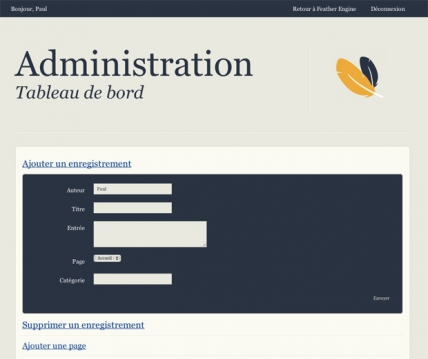 Bonjour, Paul
Retour à Feather Engine
Déconnexion
Administration
Tableau de bord
Ajouter un enregistrement
Auteur
Paul
Titre
Entrée
Page
Accueil
Catégorie
Envoyer
Supprimer un enregistrement
Ajouter une page